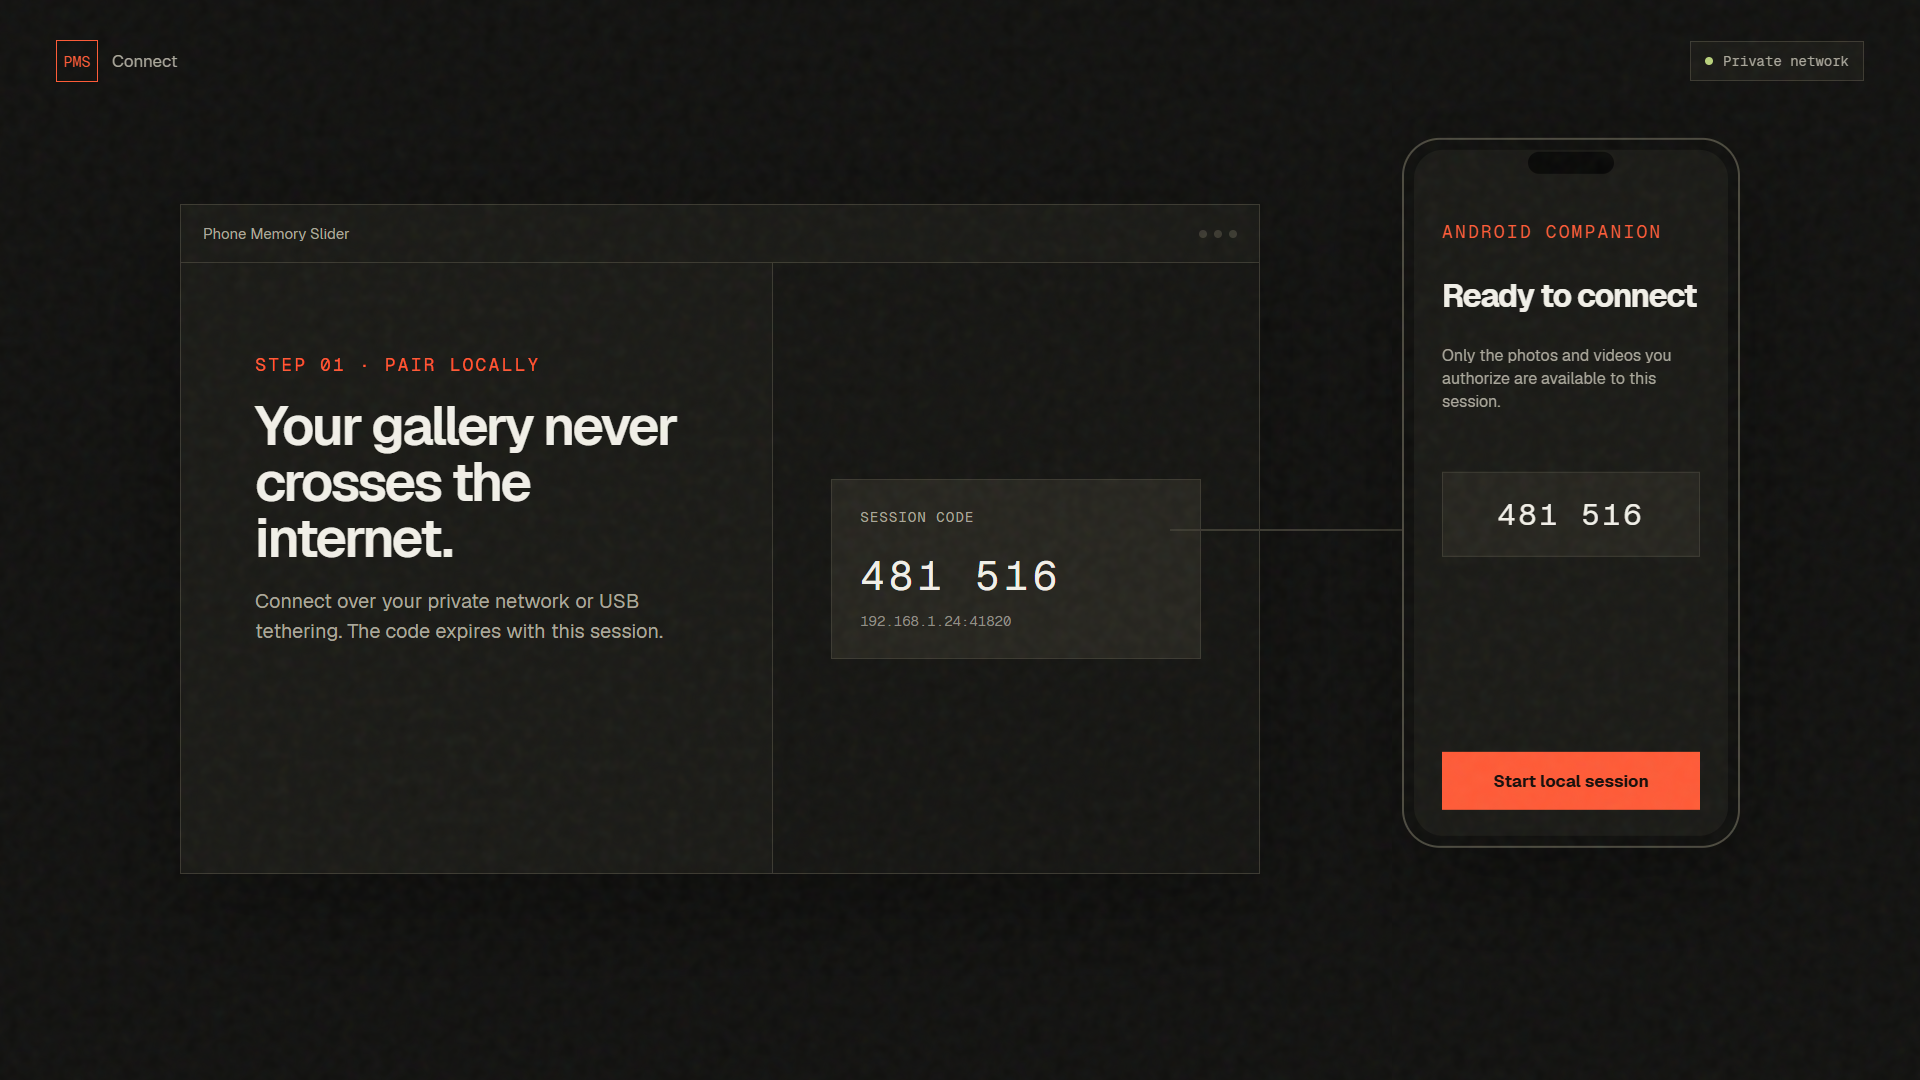 PMS
Connect
Private network
Phone Memory Slider
STEP 01 · PAIR LOCALLY
Your gallery never
crosses the
internet.
Connect over your private network or USB
tethering. The code expires with this session.
SESSION CODE
481 516
192.168.1.24:41820
ANDROID COMPANION
Ready to connect
Only the photos and videos you
authorize are available to this
session.
481 516
Start local session